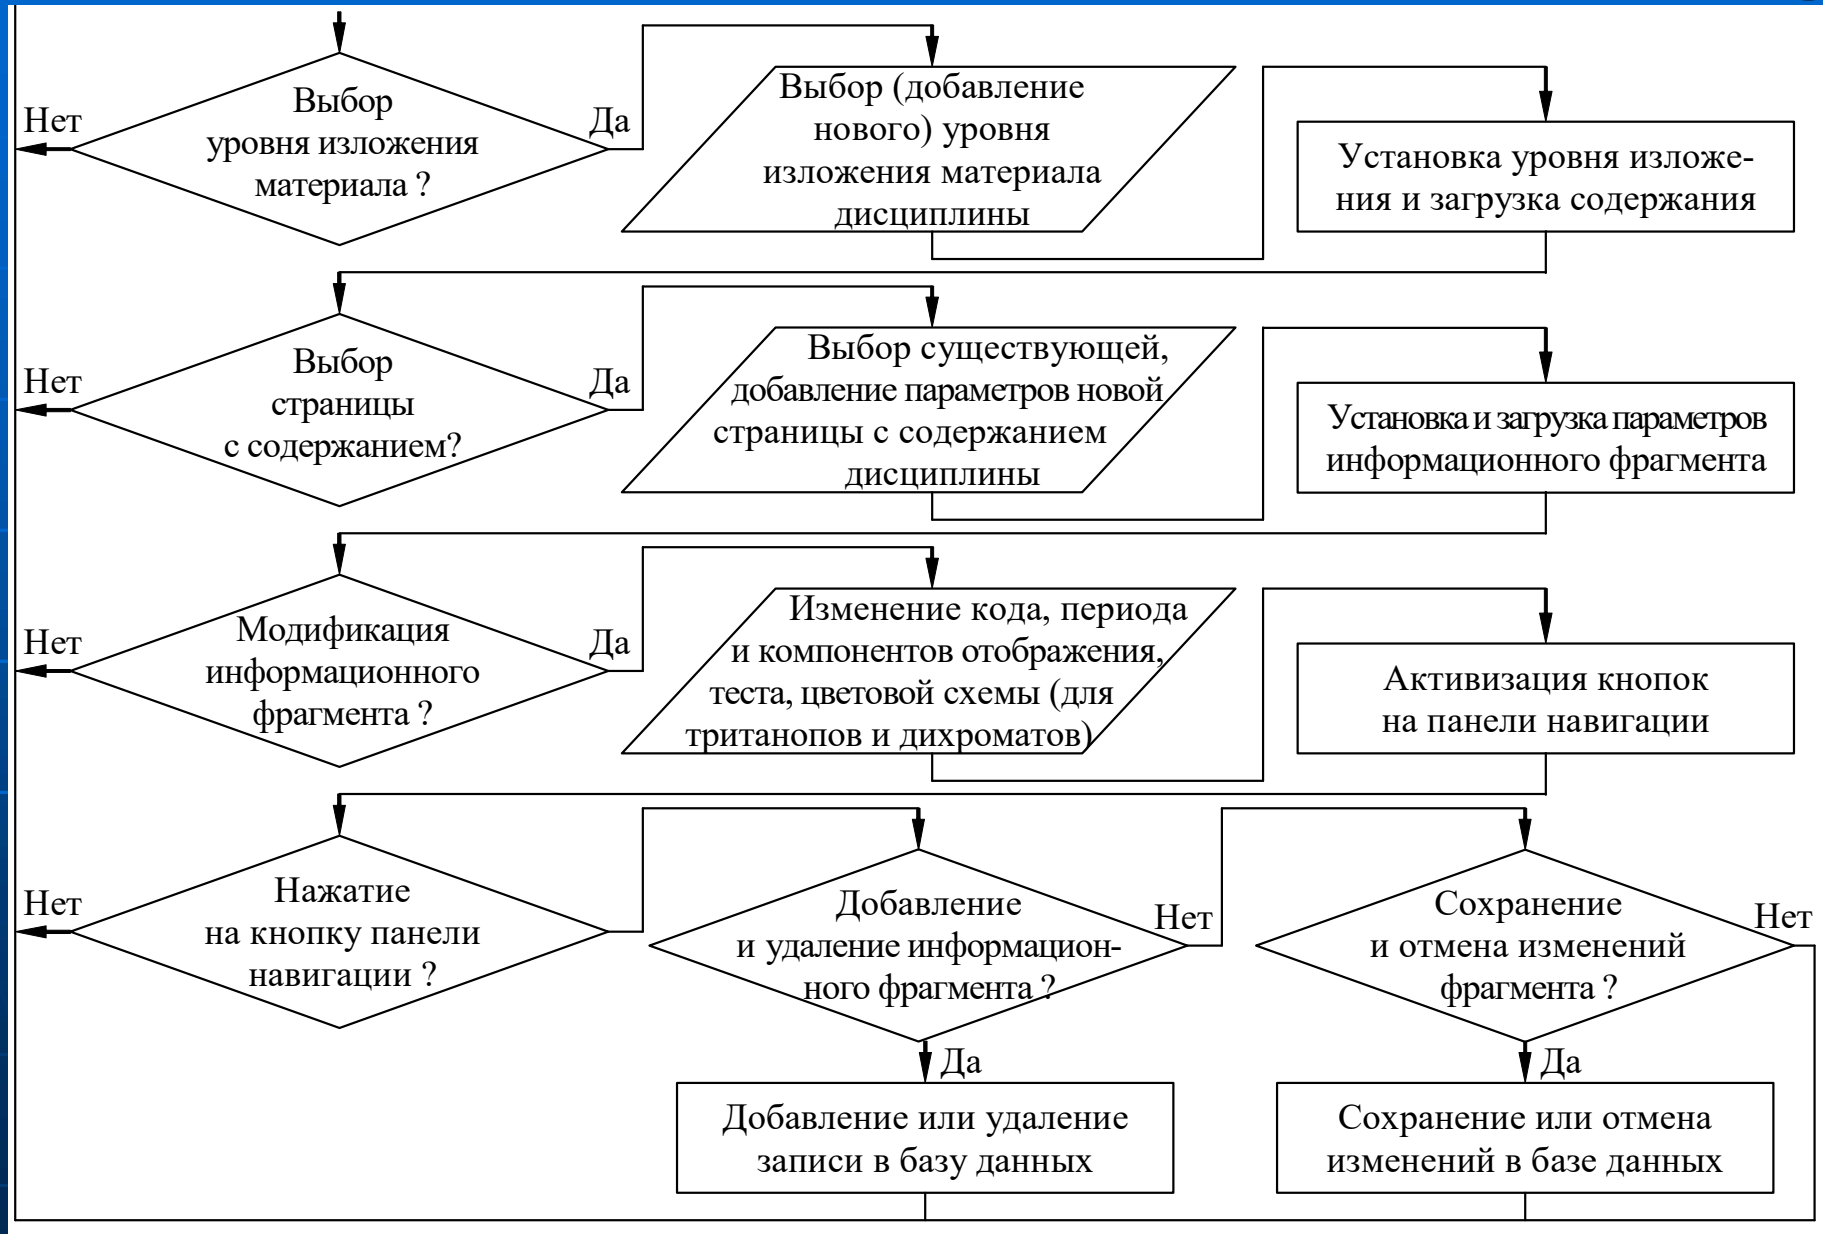 Нет
Выбор
уровня изложения
материала ?
Да
Выбор (добавление
нового) уровня
изложения материала
дисциплины
Установка уровня изложе-
ния и загрузка содержания
Нет
Выбор
страницы
с содержанием?
Да
Выбор существующей,
добавление параметров новой
страницы с содержанием
дисциплины
Установка и загрузка параметров
информационного фрагмента
Нет
Модификация
информационного
фрагмента ?
Да
Изменение кода, периода
и компонентов отображения,
теста, цветовой схемы (для
тританопов и дихроматов)
Активизация кнопок
на панели навигации
Нет
Нажатие
на кнопку панели
навигации ?
Добавление
и удаление информацион-
ного фрагмента ?
Нет
Сохранение
и отмена изменений
фрагмента ?
Нет
Да
Да
Добавление или удаление
записи в базу данных
Сохранение или отмена
изменений в базе данных